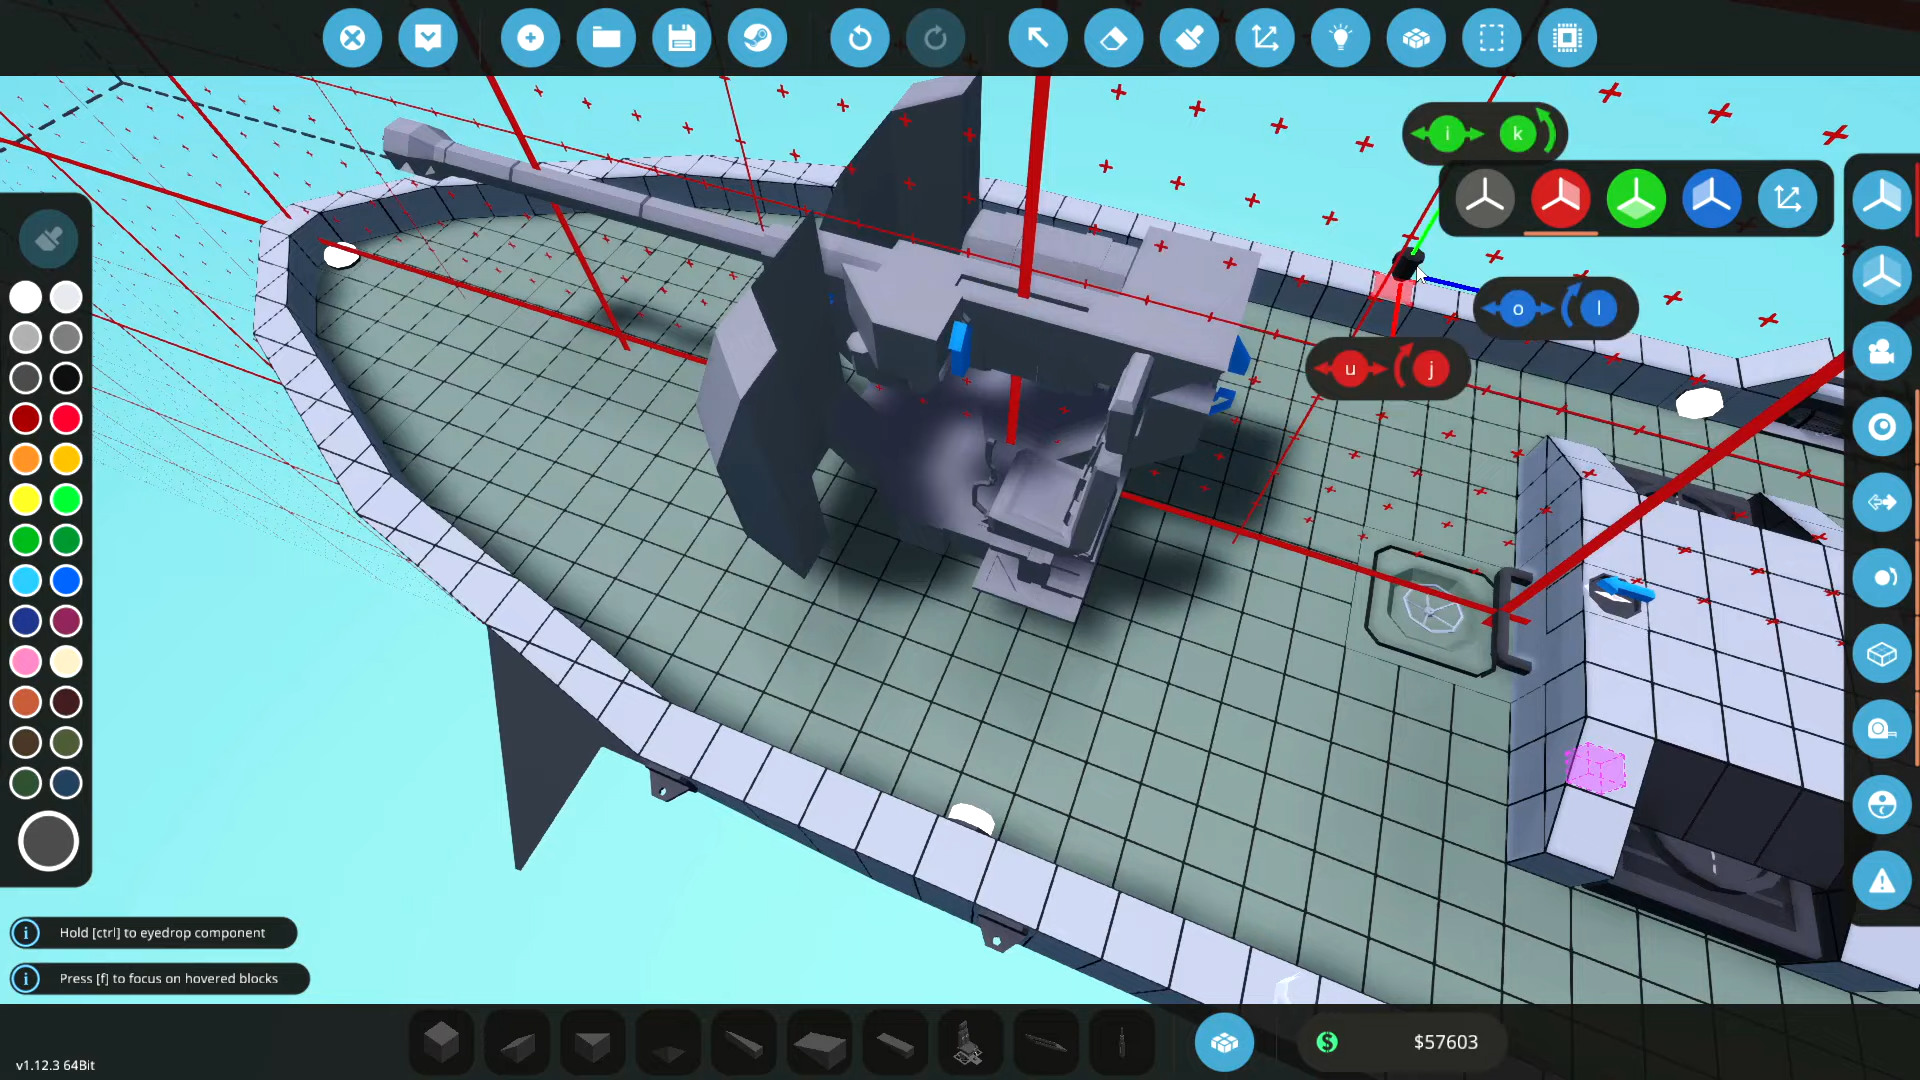 i k
o l
u j
Hold [ctrl] to eyedrop component
Press [f] to focus on hovered blocks
$57603
v1.12.3 64Bit